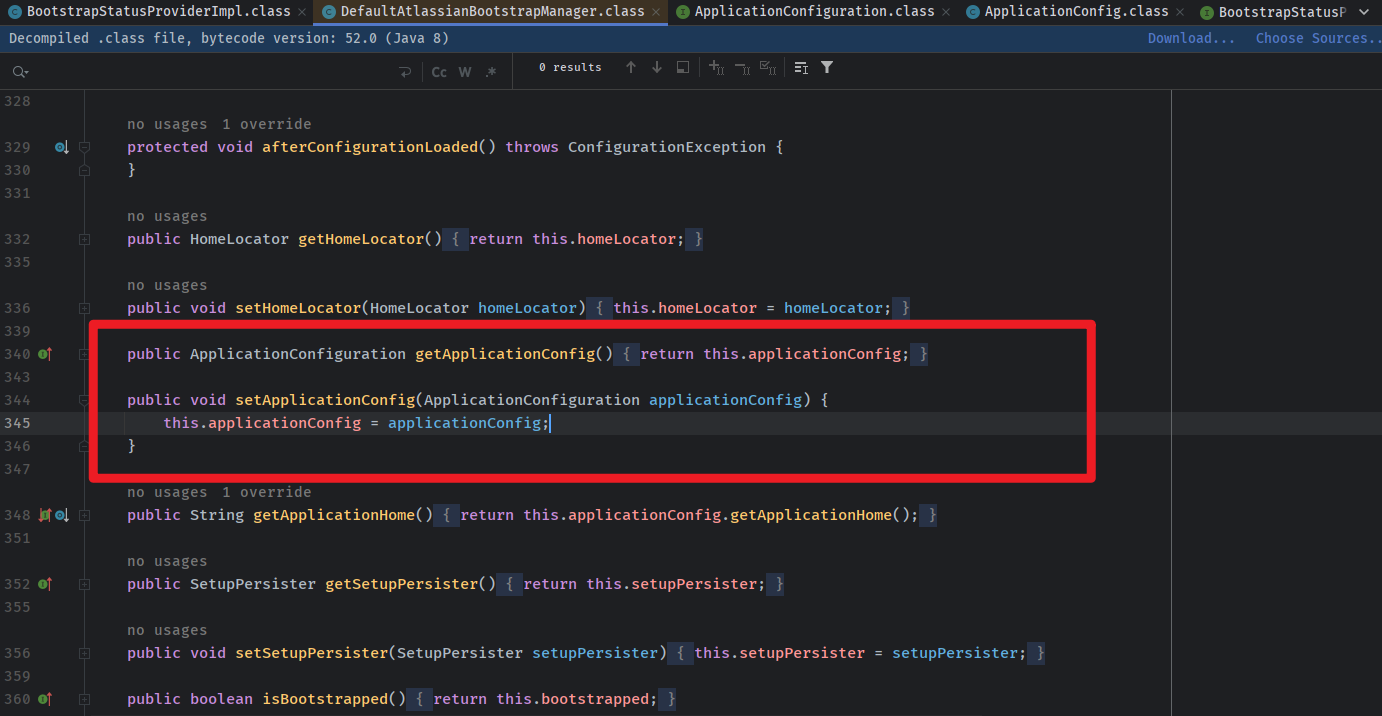 BootstrapStatusProviderImpl.class × DefaultAtlassianBootstrapManager.class × ApplicationConfiguration.class × ApplicationConfig.class × BootstrapStatusP
Decompiled .class file, bytecode version: 52.0 (Java 8) Download... Choose Sources..
Cc W .* 0 results
328
no usages 1 override
329 protected void afterConfigurationLoaded() throws ConfigurationException {
330 }
331
no usages
332 public HomeLocator getHomeLocator() { return this.homeLocator; }
335
no usages
336 public void setHomeLocator(HomeLocator homeLocator) { this.homeLocator = homeLocator; }
339
340 public ApplicationConfiguration getApplicationConfig() { return this.applicationConfig; }
343
344 public void setApplicationConfig(ApplicationConfiguration applicationConfig) {
345 this.applicationConfig = applicationConfig;
346 }
347
no usages 1 override
348 public String getApplicationHome() { return this.applicationConfig.getApplicationHome(); }
351
no usages
352 public SetupPersister getSetupPersister() { return this.setupPersister; }
355
no usages
356 public void setSetupPersister(SetupPersister setupPersister) { this.setupPersister = setupPersister; }
359
360 public boolean isBootstrapped() { return this.bootstrapped; }